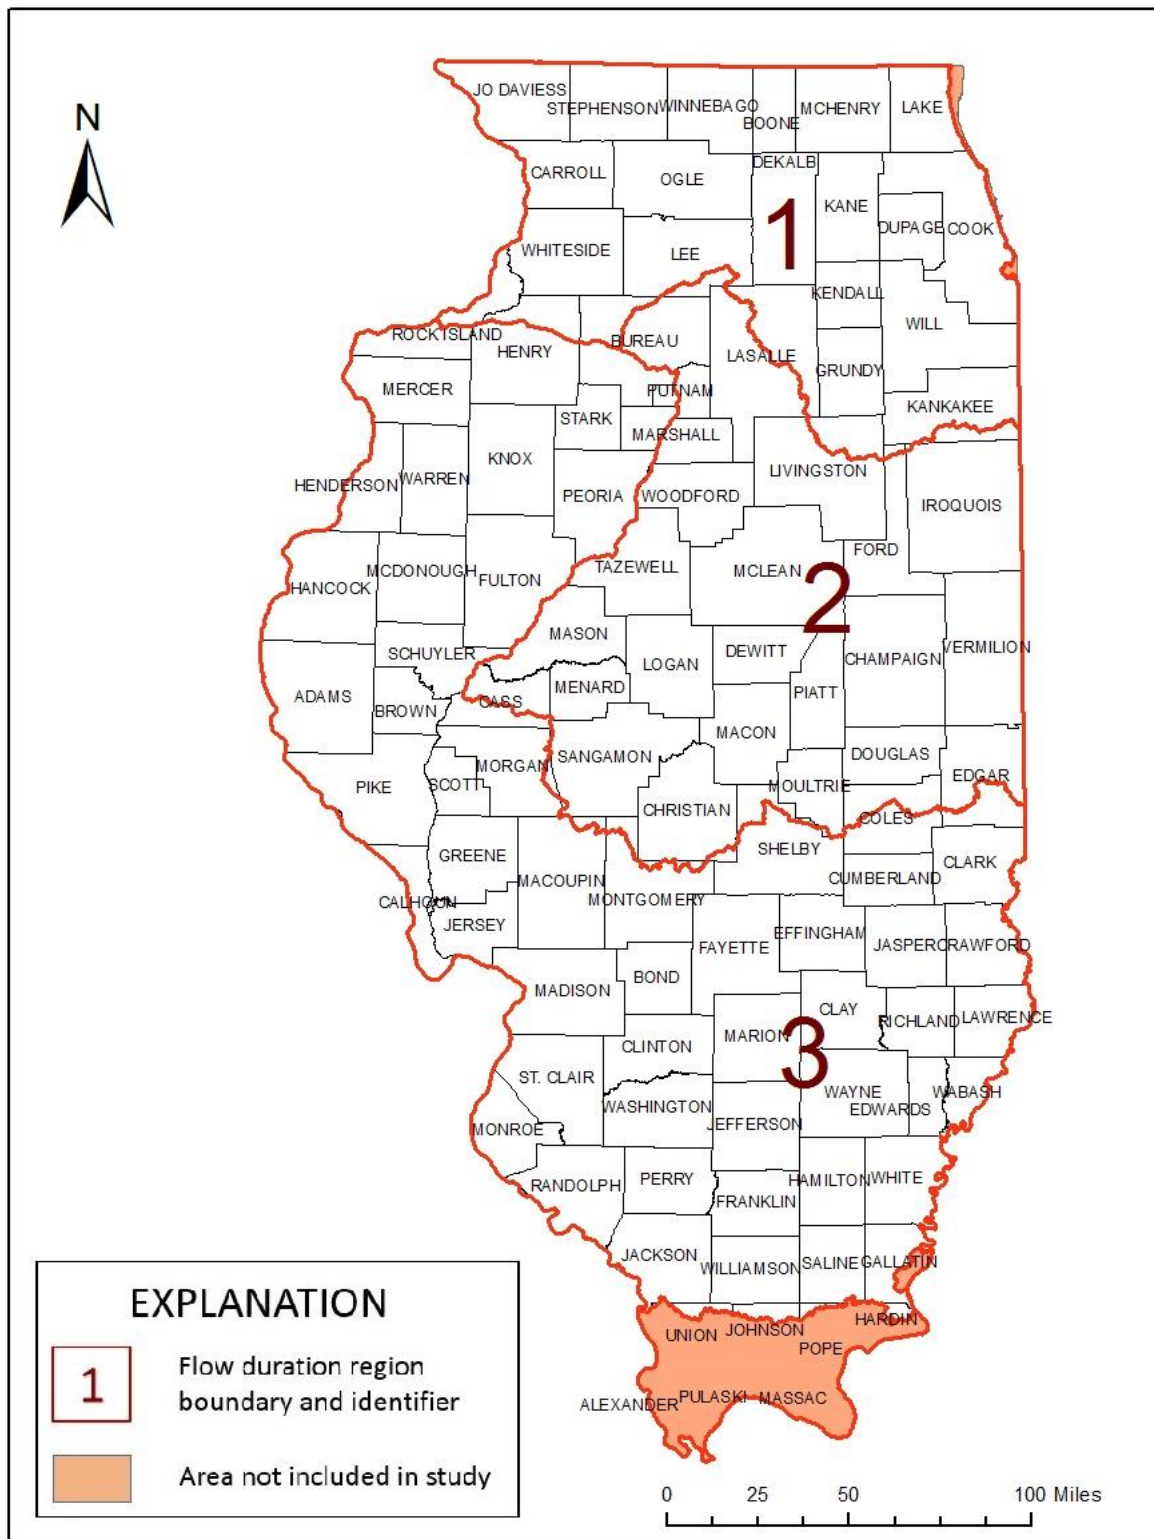 N
JO DAVIESS
STEPHENSON
WINNEBAGO
BOONE
MCHENRY
LAKE
CARROLL
OGLE
DEKALB
KANE
DUPAGE
COOK
1
WHITESIDE
LEE
KENDALL
WILL
ROCK ISLAND
HENRY
BUREAU
LASALLE
GRUNDY
MERCER
PUTNAM
KANKAKEE
STARK
MARSHALL
KNOX
HENDERSON
WARREN
PEORIA
WOODFORD
LIVINGSTON
IROQUOIS
FORD
HANCOCK
MCDONOUGH
FULTON
TAZEWELL
MCLEAN
2
MASON
SCHUYLER
LOGAN
DEWITT
CHAMPAIGN
VERMILION
ADAMS
BROWN
CASS
MENARD
PIATT
MACON
PIKE
SCOTT
MORGAN
SANGAMON
DOUGLAS
EDGAR
MOULTRIE
CHRISTIAN
COLES
SHELBY
GREENE
CLARK
MACOUPIN
CUMBERLAND
CALHOUN
MONTGOMERY
JERSEY
FAYETTE
EFFINGHAM
JASPER
CRAWFORD
BOND
MADISON
CLAY
RICHLAND
LAWRENCE
MARION
3
CLINTON
ST. CLAIR
WASHINGTON
WAYNE
EDWARDS
WABASH
MONROE
JEFFERSON
RANDOLPH
PERRY
HAMILTON
WHITE
FRANKLIN
JACKSON
WILLIAMSON
SALINE
GALLATIN
UNION
JOHNSON
HARDIN
POPE
ALEXANDER
PULASKI
MASSAC
EXPLANATION
1
Flow duration region
boundary and identifier
Area not included in study
0 25 50 100 Miles